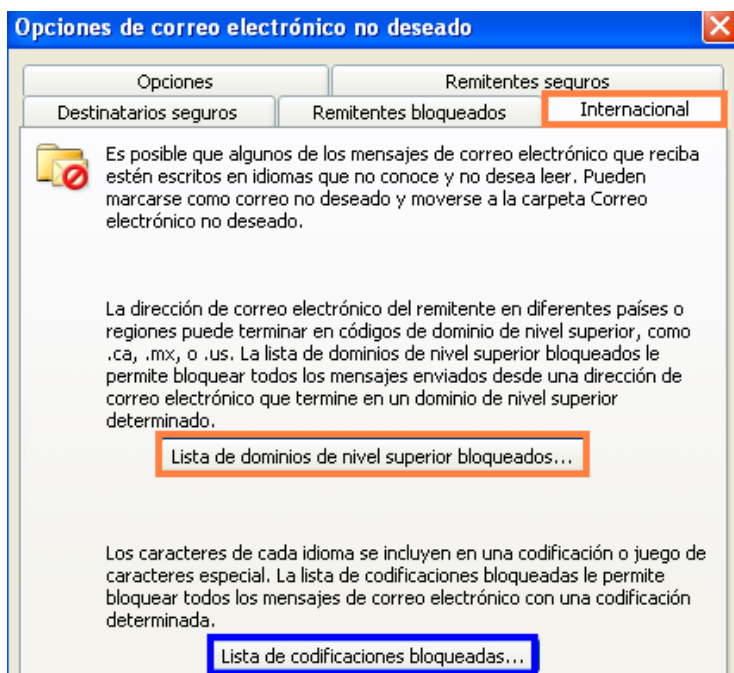 Opciones de correo electrónico no deseado
Opciones
Remitentes seguros
Destinatarios seguros
Remitentes bloqueados
Internacional
Es posible que algunos de los mensajes de correo electrónico que reciba
estén escritos en idiomas que no conoce y no desea leer. Pueden
marcarse como correo no deseado y moverse a la carpeta Correo
electrónico no deseado.
La dirección de correo electrónico del remitente en diferentes países o
regiones puede terminar en códigos de dominio de nivel superior, como
.ca, .mx, o .us. La lista de dominios de nivel superior bloqueados le
permite bloquear todos los mensajes enviados desde una dirección de
correo electrónico que termine en un dominio de nivel superior
determinado.
Lista de dominios de nivel superior bloqueados...
Los caracteres de cada idioma se incluyen en una codificación o juego de
caracteres especial. La lista de codificaciones bloqueadas le permite
bloquear todos los mensajes de correo electrónico con una codificación
determinada.
Lista de codificaciones bloqueadas...